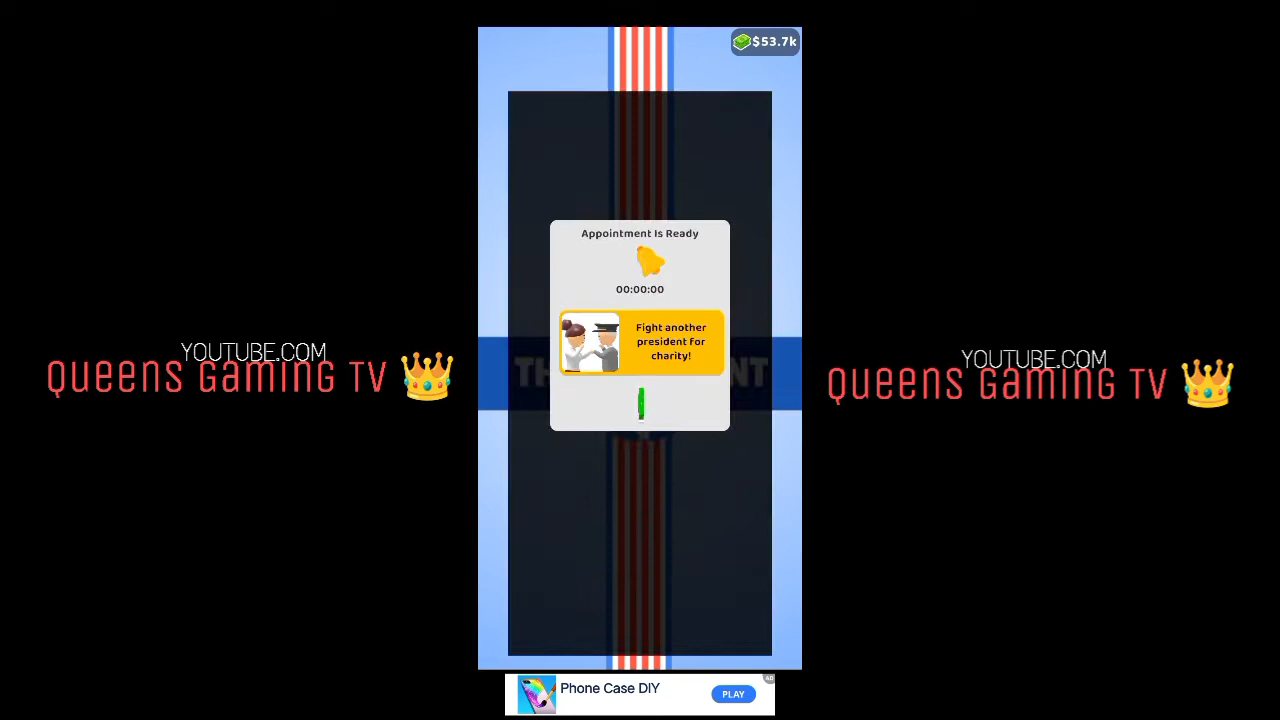 $53.7k
Appointment Is Ready
00:00:00
Fight another
president for
charity!
YOUTUBE.COM
Queens Gaming TV
YOUTUBE.COM
Queens Gaming TV
Phone Case DIY
PLAY
AD